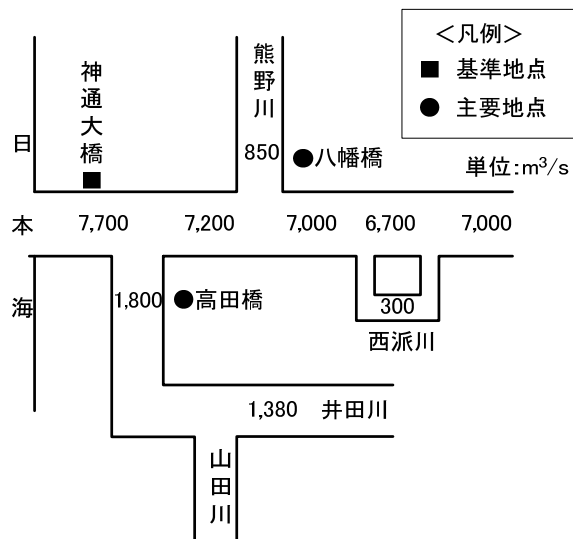 <凡例>
■ 基準地点
● 主要地点
単位:m³/s
神通大橋
熊野川
850
八幡橋
日本海
7,700
7,200
7,000
6,700
7,000
1,800
高田橋
300
西派川
1,380
井田川
山田川